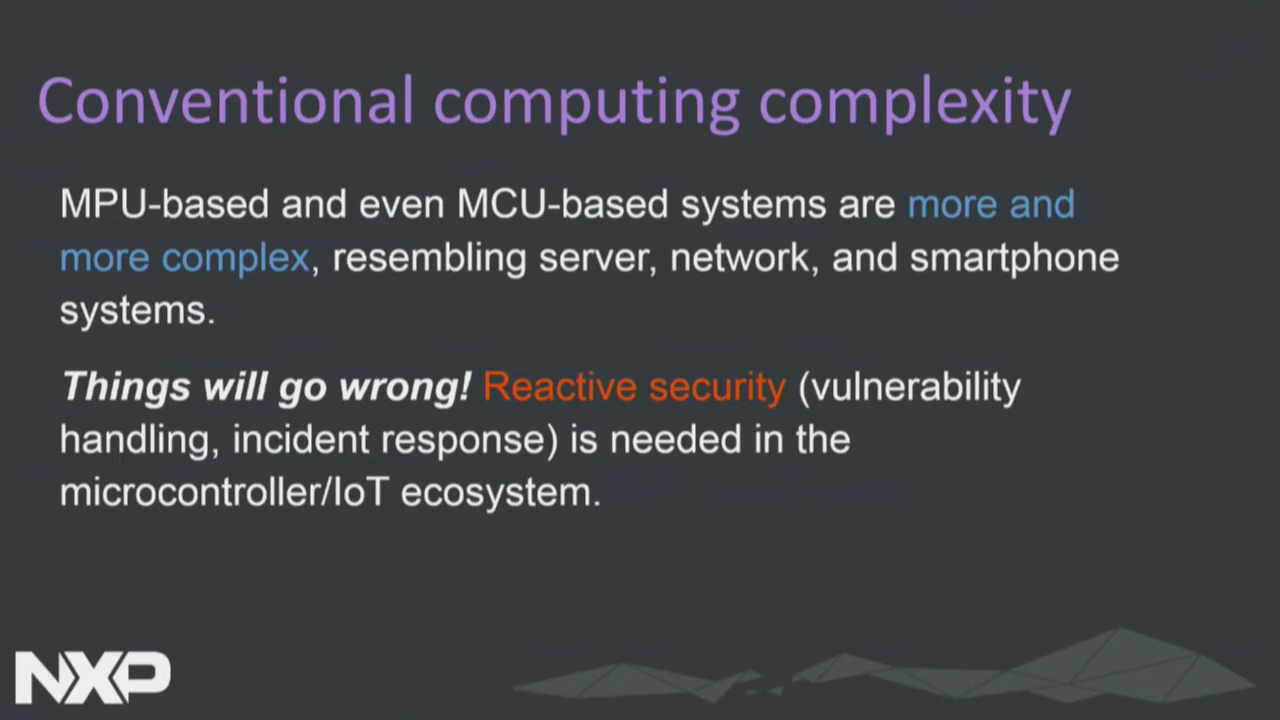 Conventional computing complexity
MPU-based and even MCU-based systems are more and
more complex, resembling server, network, and smartphone
systems.
Things will go wrong! Reactive security (vulnerability
handling, incident response) is needed in the
microcontroller/IoT ecosystem.
NXP